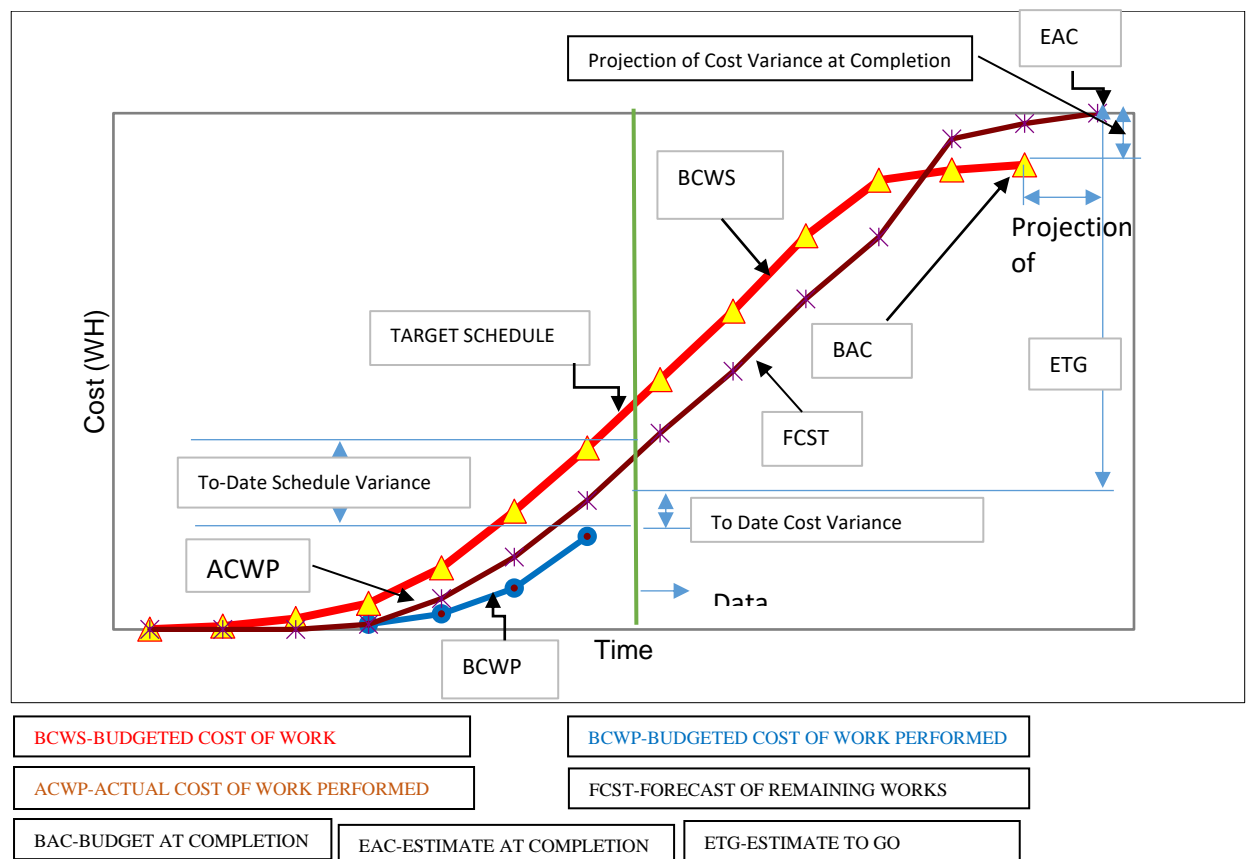 EAC
Projection of Cost Variance at Completion
BCWS
Projection
of
TARGET SCHEDULE
BAC
ETG
Cost (WH)
FCST
To-Date Schedule Variance
To Date Cost Variance
ACWP
Data
Time
BCWP
BCWS-BUDGETED COST OF WORK
BCWP-BUDGETED COST OF WORK PERFORMED
ACWP-ACTUAL COST OF WORK PERFORMED
FCST-FORECAST OF REMAINING WORKS
BAC-BUDGET AT COMPLETION
EAC-ESTIMATE AT COMPLETION
ETG-ESTIMATE TO GO